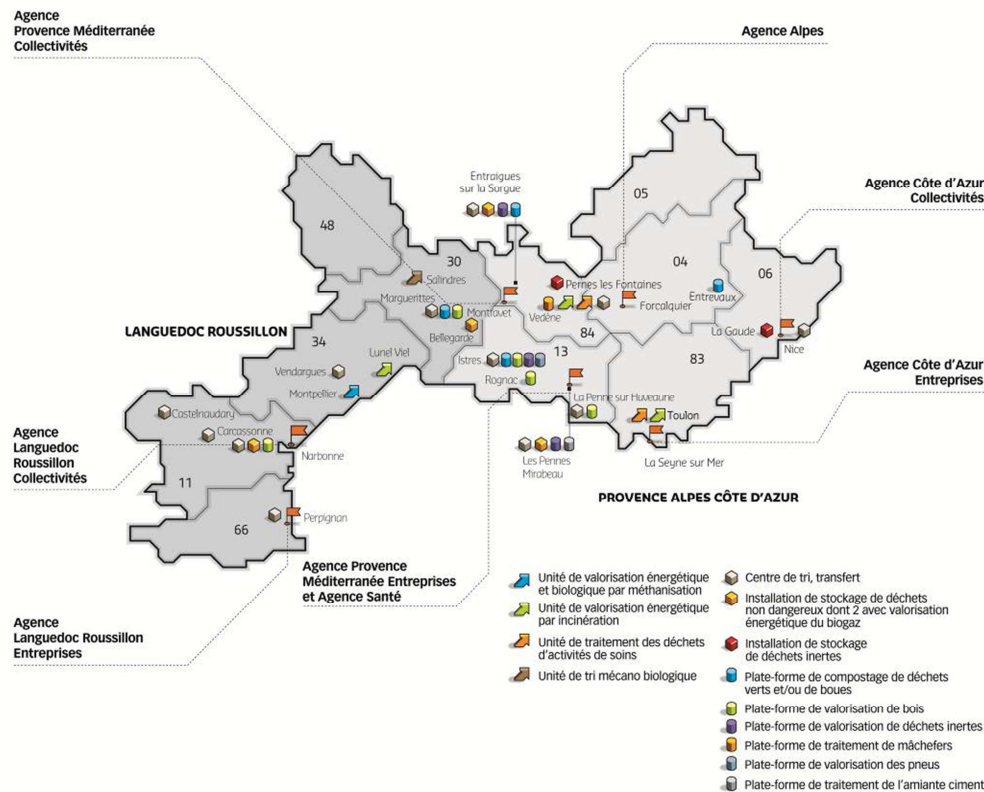 Agence
Provence Méditerranée
Collectivités
Agence Alpes
Agence Côte d'Azur
Collectivités
Entraigues
sur la Sorgue
05
48
30
04
06
Salindres
Pernes les Fontaines
Entrevaux
Marguerittes
Montfavet
Vedène
Forcalquier
La Gaude
Nice
LANGUEDOC ROUSSILLON
Bellegarde
84
34
13
83
Lunel Viel
Istres
Vendargues
Rognac
Montpellier
Agence Côte d'Azur
Entreprises
La Penne sur Huveaune
Castelnaudary
Toulon
Carcassonne
Agence
Languedoc
Roussillon
Collectivités
Narbonne
Les Pennes
Mirabeau
La Seyne sur Mer
11
PROVENCE ALPES CÔTE D'AZUR
66
Perpignan
Agence Provence
Méditerranée Entreprises
et Agence Santé
Agence
Languedoc Roussillon
Entreprises
Unité de valorisation énergétique
et biologique par méthanisation
Unité de valorisation énergétique
par incinération
Unité de traitement des déchets
d'activités de soins
Unité de tri mécano biologique
Centre de tri, transfert
Installation de stockage de déchets
non dangereux dont 2 avec valorisation
énergétique du biogaz
Installation de stockage
de déchets inertes
Plate-forme de compostage de déchets
verts et/ou de boues
Plate-forme de valorisation de bois
Plate-forme de valorisation de déchets inertes
Plate-forme de traitement de mâchefers
Plate-forme de valorisation des pneus
Plate-forme de traitement de l'amiante ciment